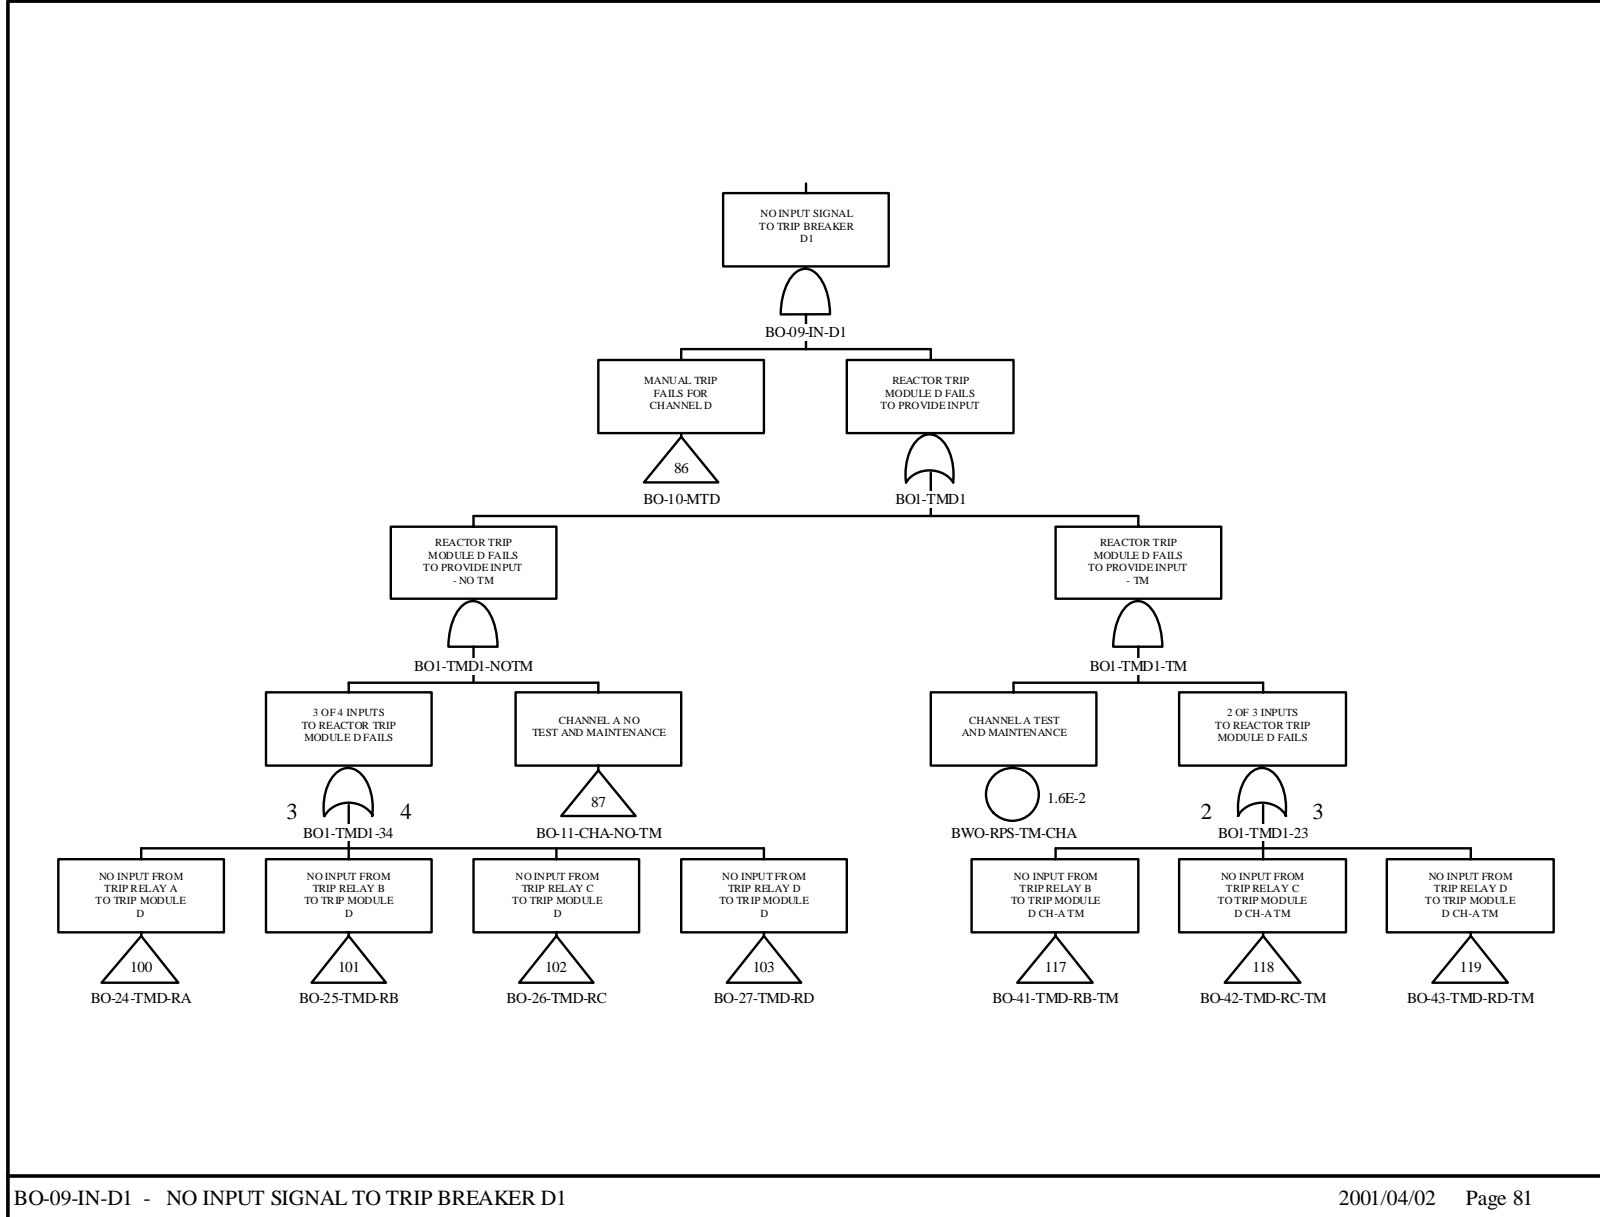 NO INPUT SIGNAL
TO TRIP BREAKER
D1
BO-09-IN-D1
MANUAL TRIP
FAILS FOR
CHANNEL D
86
BO-10-MTD
REACTOR TRIP
MODULE D FAILS
TO PROVIDE INPUT
BO1-TMD1
REACTOR TRIP
MODULE D FAILS
TO PROVIDE INPUT
- NO TM
BO1-TMD1-NOTM
REACTOR TRIP
MODULE D FAILS
TO PROVIDE INPUT
- TM
BO1-TMD1-TM
3 OF 4 INPUTS
TO REACTOR TRIP
MODULE D FAILS
3 4
BO1-TMD1-34
CHANNEL A NO
TEST AND MAINTENANCE
87
BO-11-CHA-NO-TM
CHANNEL A TEST
AND MAINTENANCE
1.6E-2
BWO-RPS-TM-CHA
2 OF 3 INPUTS
TO REACTOR TRIP
MODULE D FAILS
2 3
BO1-TMD1-23
NO INPUT FROM
TRIP RELAY A
TO TRIP MODULE
D
100
BO-24-TMD-RA
NO INPUT FROM
TRIP RELAY B
TO TRIP MODULE
D
101
BO-25-TMD-RB
NO INPUT FROM
TRIP RELAY C
TO TRIP MODULE
D
102
BO-26-TMD-RC
NO INPUT FROM
TRIP RELAY D
TO TRIP MODULE
D
103
BO-27-TMD-RD
NO INPUT FROM
TRIP RELAY B
TO TRIP MODULE
D CH-A TM
117
BO-41-TMD-RB-TM
NO INPUT FROM
TRIP RELAY C
TO TRIP MODULE
D CH-A TM
118
BO-42-TMD-RC-TM
NO INPUT FROM
TRIP RELAY D
TO TRIP MODULE
D CH-A TM
119
BO-43-TMD-RD-TM
BO-09-IN-D1 - NO INPUT SIGNAL TO TRIP BREAKER D1
2001/04/02 Page 81